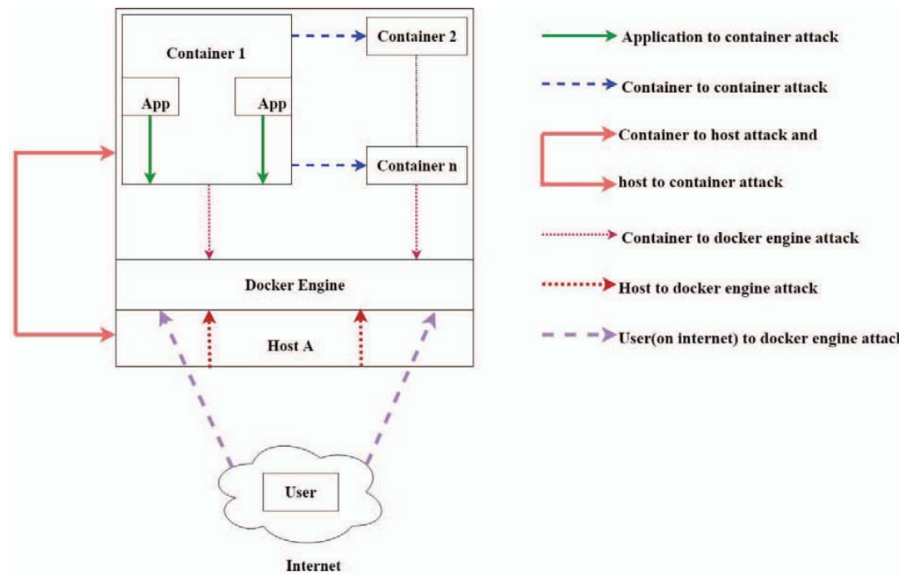 Container 1
Container 2
App
App
Container n
Docker Engine
Host A
User
Internet
Application to container attack
Container to container attack
Container to host attack and
host to container attack
Container to docker engine attack
Host to docker engine attack
User(on internet) to docker engine attack